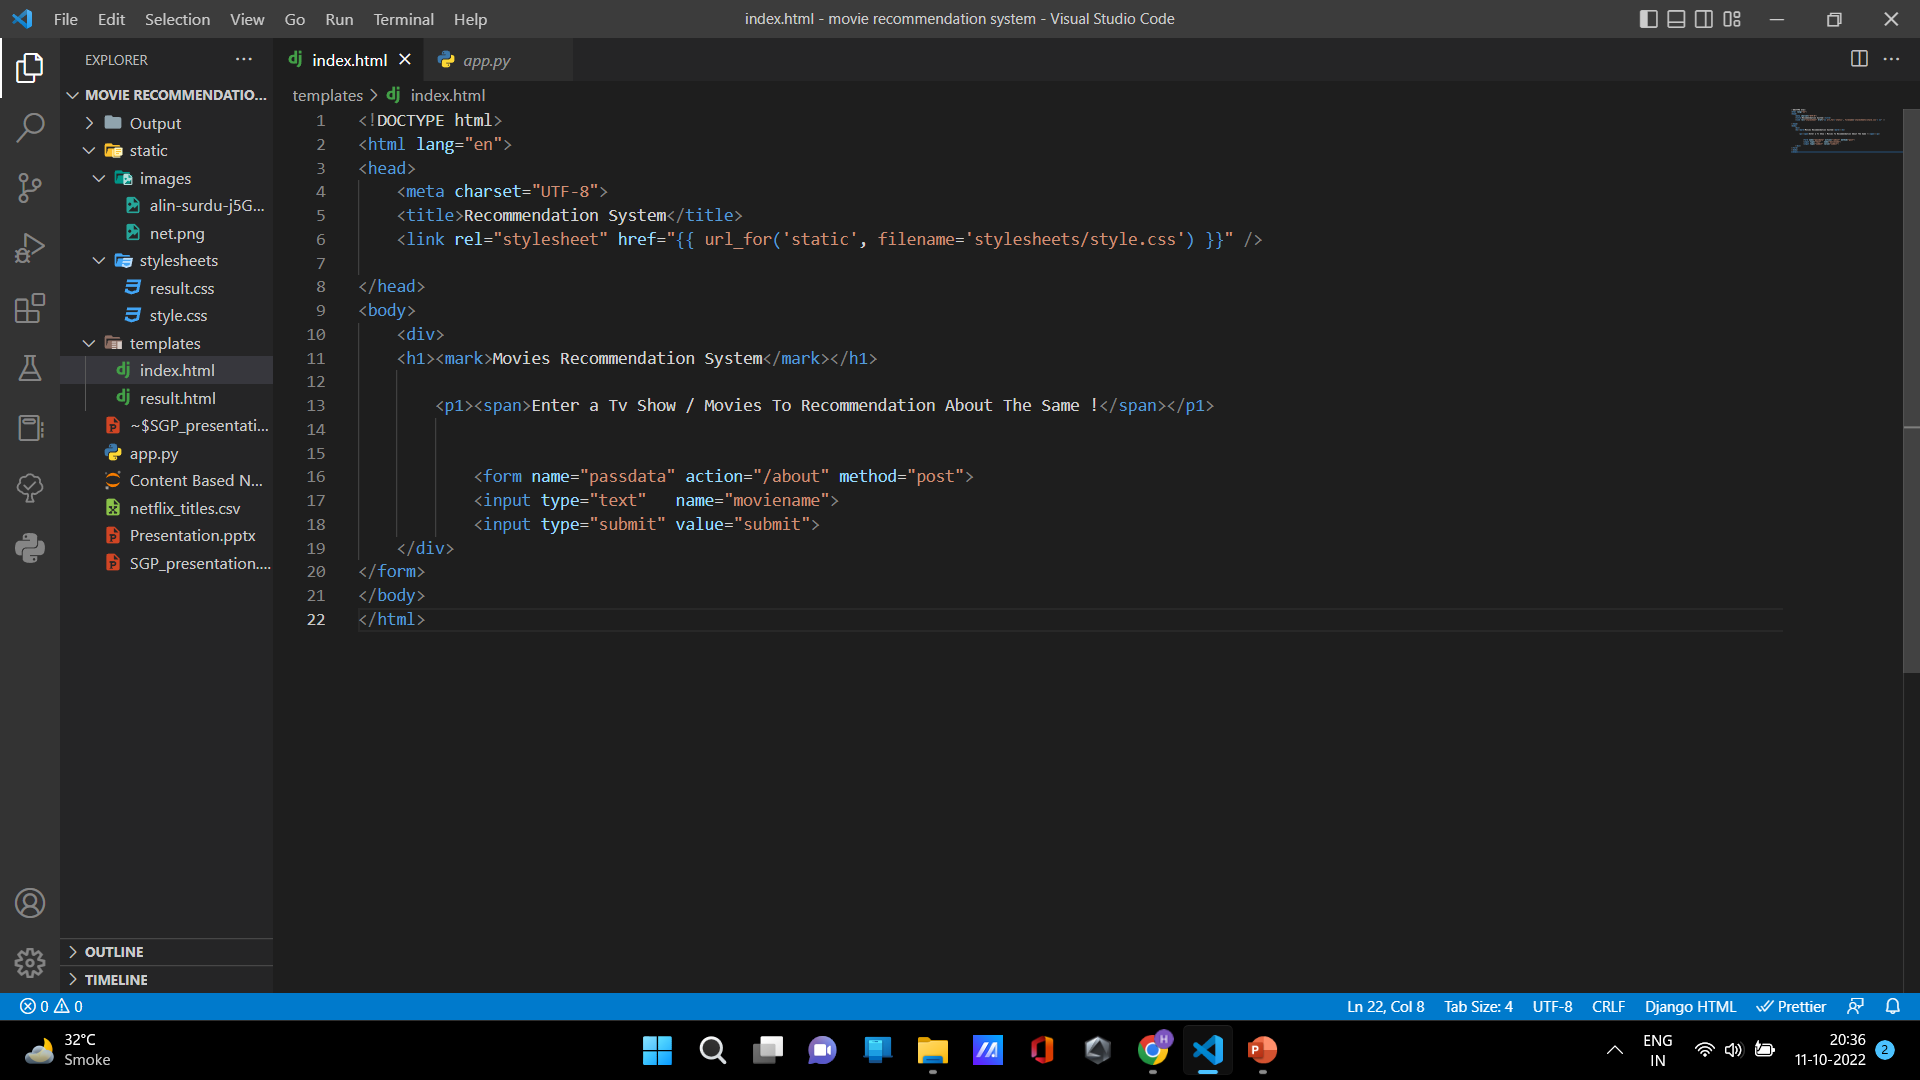 File Edit Selection View Go Run Terminal Help
index.html - movie recommendation system - Visual Studio Code
EXPLORER
index.html
app.py
MOVIE RECOMMENDATIO...
Output
static
images
alin-surdu-j5G...
net.png
stylesheets
result.css
style.css
templates
index.html
result.html
~$SGP_presentati...
app.py
Content Based N...
netflix_titles.csv
Presentation.pptx
SGP_presentation....
OUTLINE
TIMELINE
templates > index.html
1 <!DOCTYPE html>
2 <html lang="en">
3 <head>
4 <meta charset="UTF-8">
5 <title>Recommendation System</title>
6 <link rel="stylesheet" href="{{ url_for('static', filename='stylesheets/style.css') }}" />
7
8 </head>
9 <body>
10 <div>
11 <h1><mark>Movies Recommendation System</mark></h1>
12
13 <p1><span>Enter a Tv Show / Movies To Recommendation About The Same !</span></p1>
14
15
16 <form name="passdata" action="/about" method="post">
17 <input type="text"   name="moviename">
18 <input type="submit" value="submit">
19 </div>
20 </form>
21 </body>
22 </html>
0 0
Ln 22, Col 8 Tab Size: 4 UTF-8 CRLF Django HTML Prettier
32°C
Smoke
H
ENG
IN
20:36
11-10-2022
2